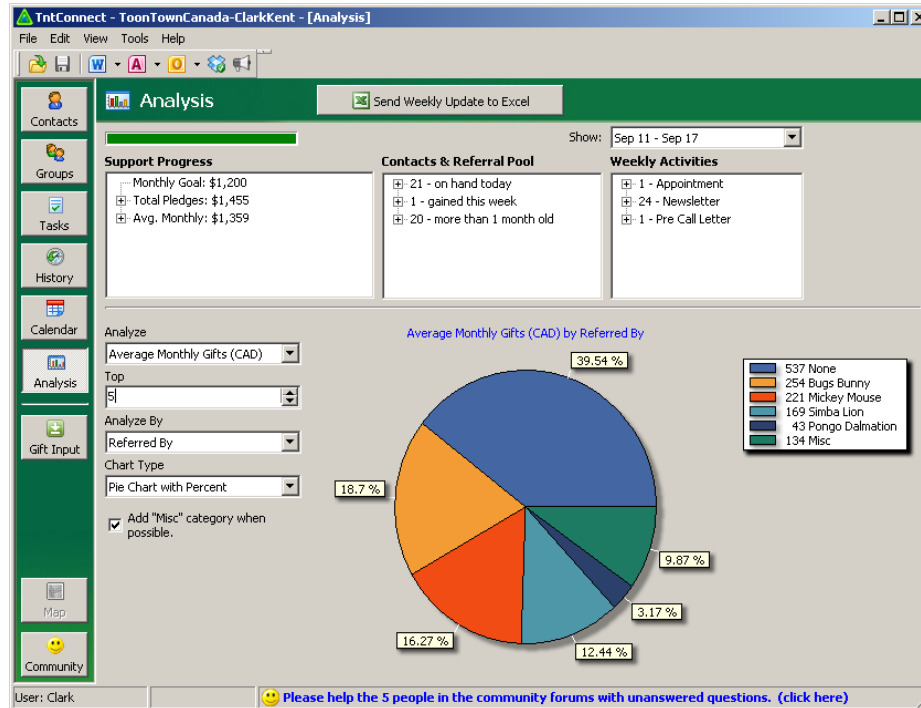 TntConnect - ToonTownCanada-ClarkKent - [Analysis]
File Edit View Tools Help
W A O
Contacts
Groups
Tasks
History
Calendar
Analysis
Gift Input
Map
Community
Analysis
Send Weekly Update to Excel
Show: Sep 11 - Sep 17
Support Progress
Monthly Goal: $1,200
Total Pledges: $1,455
Avg. Monthly: $1,359
Contacts & Referral Pool
21 - on hand today
1 - gained this week
20 - more than 1 month old
Weekly Activities
1 - Appointment
24 - Newsletter
1 - Pre Call Letter
Analyze
Average Monthly Gifts (CAD)
Top
5
Analyze By
Referred By
Chart Type
Pie Chart with Percent
Add "Misc" category when
possible.
Average Monthly Gifts (CAD) by Referred By
39.54 %
18.7 %
16.27 %
12.44 %
3.17 %
9.87 %
537 None
254 Bugs Bunny
221 Mickey Mouse
169 Simba Lion
43 Pongo Dalmation
134 Misc
User: Clark
Please help the 5 people in the community forums with unanswered questions. (click here)